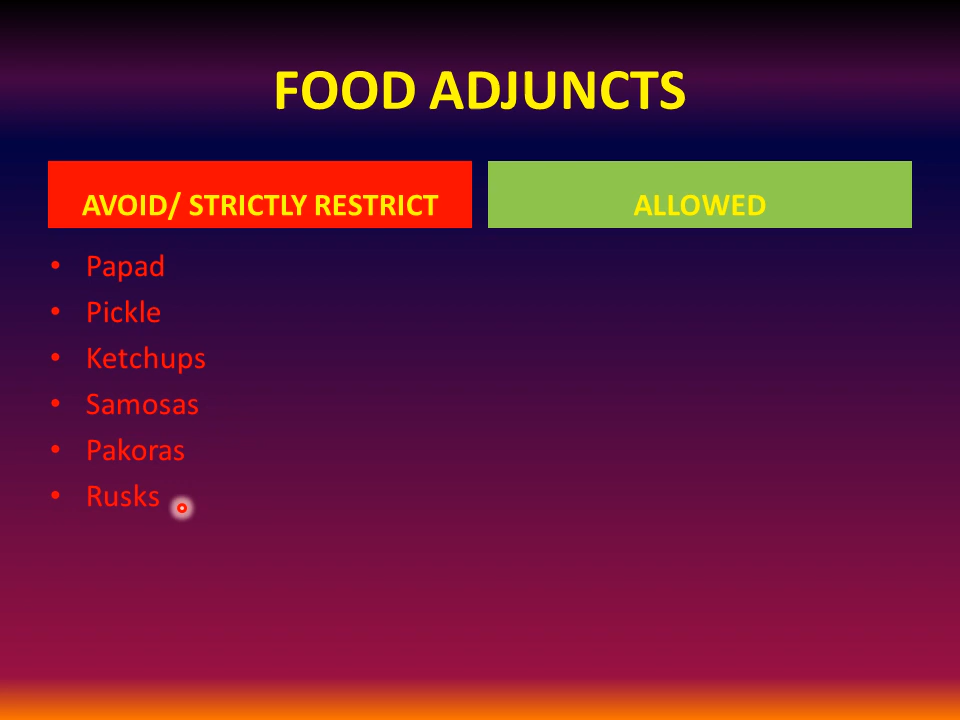 FOOD ADJUNCTS
AVOID/ STRICTLY RESTRICT
ALLOWED
• Papad
• Pickle
• Ketchups
• Samosas
• Pakoras
• Rusks